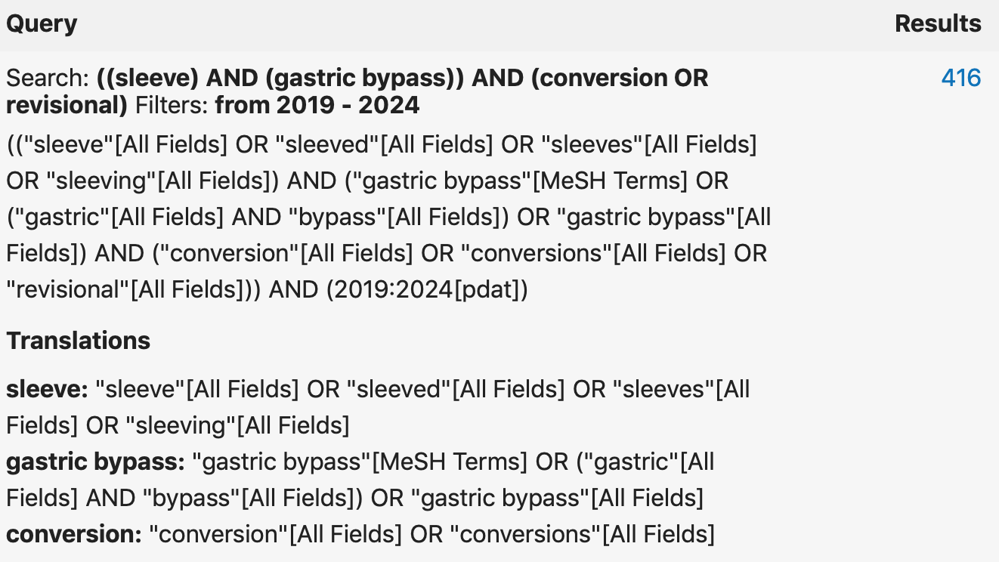 Query Results
Search: ((sleeve) AND (gastric bypass)) AND (conversion OR 416
revisional) Filters: from 2019 - 2024
(("sleeve"[All Fields] OR "sleeved"[All Fields] OR "sleeves"[All Fields]
OR "sleeving"[All Fields]) AND ("gastric bypass"[MeSH Terms] OR
("gastric"[All Fields] AND "bypass"[All Fields]) OR "gastric bypass"[All
Fields]) AND ("conversion"[All Fields] OR "conversions"[All Fields] OR
"revisional"[All Fields])) AND (2019:2024[pdat])
Translations
sleeve: "sleeve"[All Fields] OR "sleeved"[All Fields] OR "sleeves"[All
Fields] OR "sleeving"[All Fields]
gastric bypass: "gastric bypass"[MeSH Terms] OR ("gastric"[All
Fields] AND "bypass"[All Fields]) OR "gastric bypass"[All Fields]
conversion: "conversion"[All Fields] OR "conversions"[All Fields]